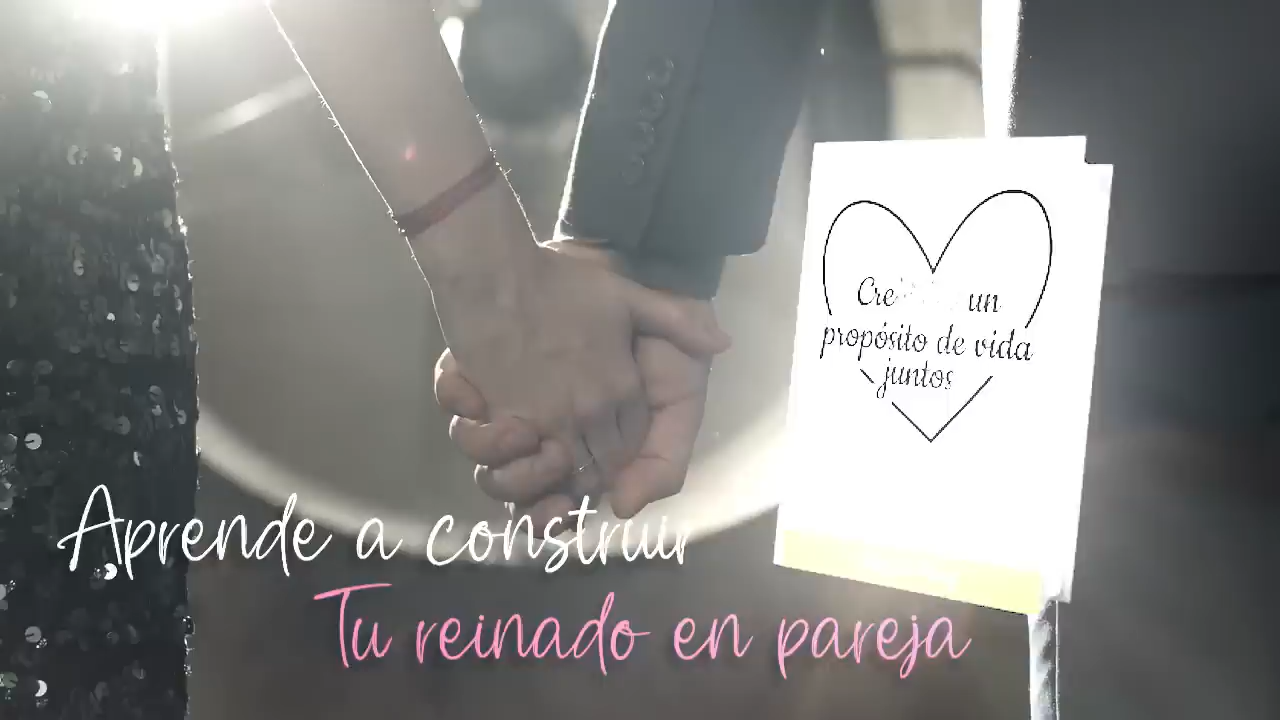 un
propósito de vida
juntos
Aprende a construir
Tu reinado en pareja